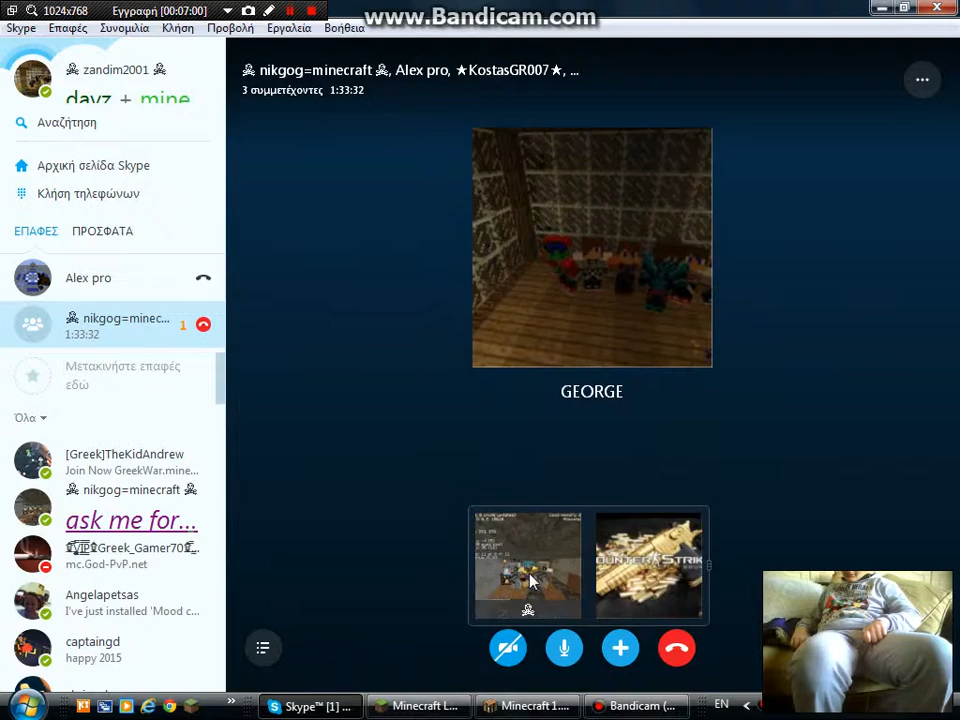 1024x768 Εγγραφή [00:07:00]
www.Bandicam.com
Skype Επαφές Συνομιλία Κλήση Προβολή Εργαλεία Βοήθεια
☠ zandim2001 ☠
dayz + mine
Αναζήτηση
Αρχική σελίδα Skype
Κλήση τηλεφώνων
ΕΠΑΦΕΣ ΠΡΟΣΦΑΤΑ
Alex pro
☠ nikgog=minec... 1
1:33:32
Μετακινήστε επαφές
εδώ
Όλα
[Greek]TheKidAndrew
Join Now GreekWar.mine...
☠ nikgog=minecraft ☠
ask me for...
Greek_Gamer70
mc.God-PvP.net
Angelapetsas
I've just installed 'Mood c...
captaingd
happy 2015
☠ nikgog=minecraft ☠, Alex pro, ★KostasGR007★, ...
3 συμμετέχοντες 1:33:32
GEORGE
☠
Skype™ [1] ...
Minecraft L...
Minecraft 1....
Bandicam (...
EN